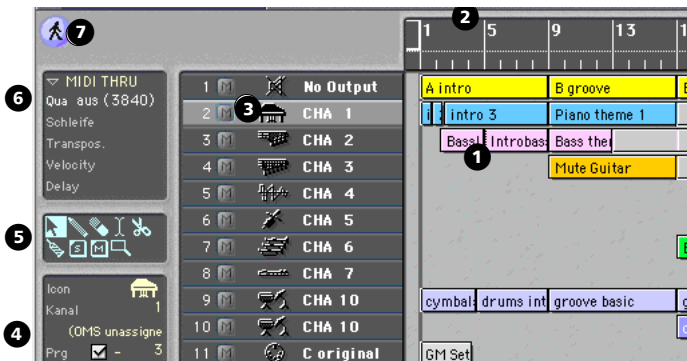 7
2
1 5 9 13 1
6
▽ MIDI THRU
Qua aus (3840)
Schleife
Transpos.
Velocity
Delay
1 M No Output
2 M 3 CHA 1
3 M CHA 2
4 M CHA 3
5 M CHA 4
6 M CHA 5
7 M CHA 6
8 M CHA 7
9 M CHA 10
10 M CHA 10
11 M C original
A intro B groove
intro 3 Piano theme 1
Bassl Introbas Bass the
1
Mute Guitar
cymbal drums int groove basic
GM Set
5
S M
4
Icon
Kanal 1
(OMS unassigne
Prg - 3